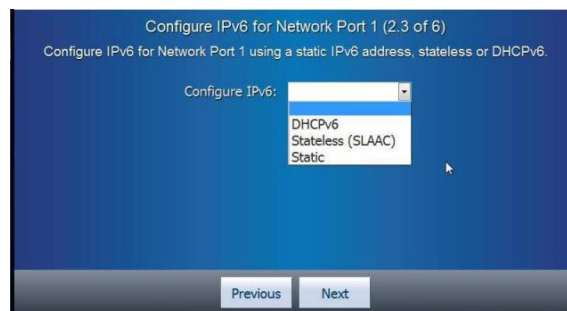 Configure IPv6 for Network Port 1 (2.3 of 6)
Configure IPv6 for Network Port 1 using a static IPv6 address, stateless or DHCPv6.
Configure IPv6:
DHCPv6
Stateless (SLAAC)
Static
Previous Next